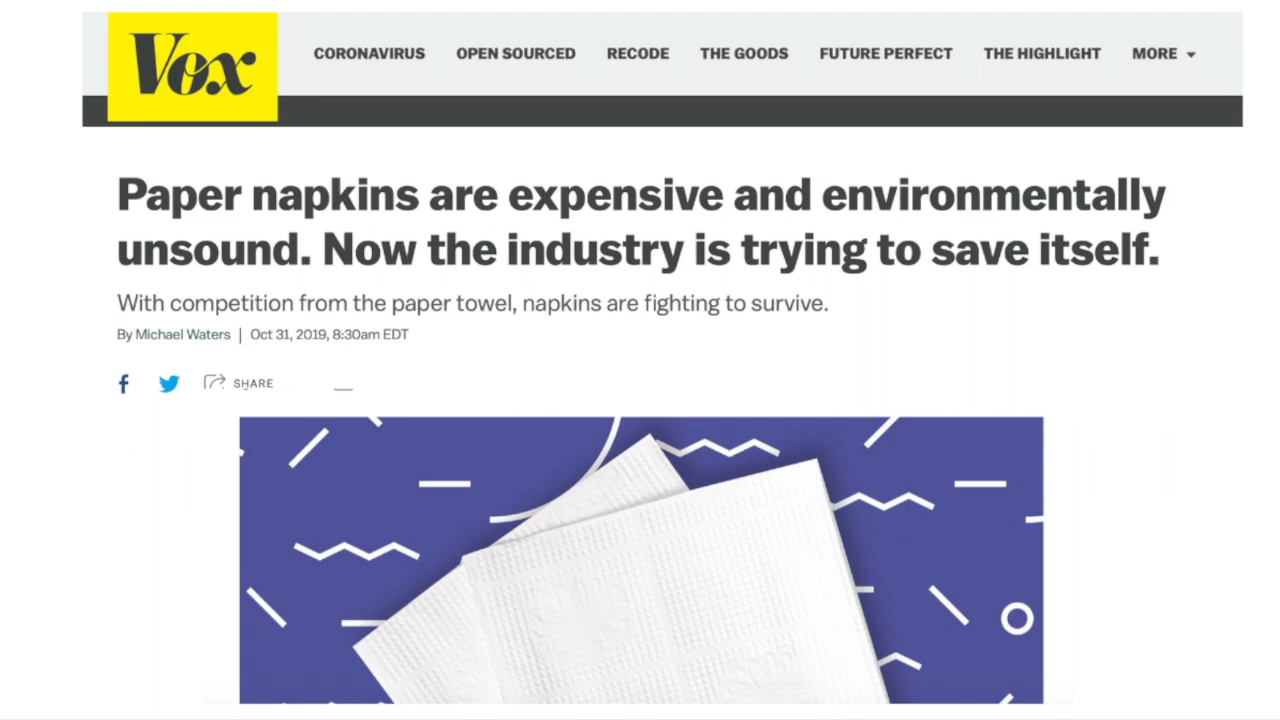 Vox
CORONAVIRUS OPEN SOURCED RECODE THE GOODS FUTURE PERFECT THE HIGHLIGHT MORE
Paper napkins are expensive and environmentally
unsound. Now the industry is trying to save itself.
With competition from the paper towel, napkins are fighting to survive.
By Michael Waters | Oct 31, 2019, 8:30am EDT
SHARE